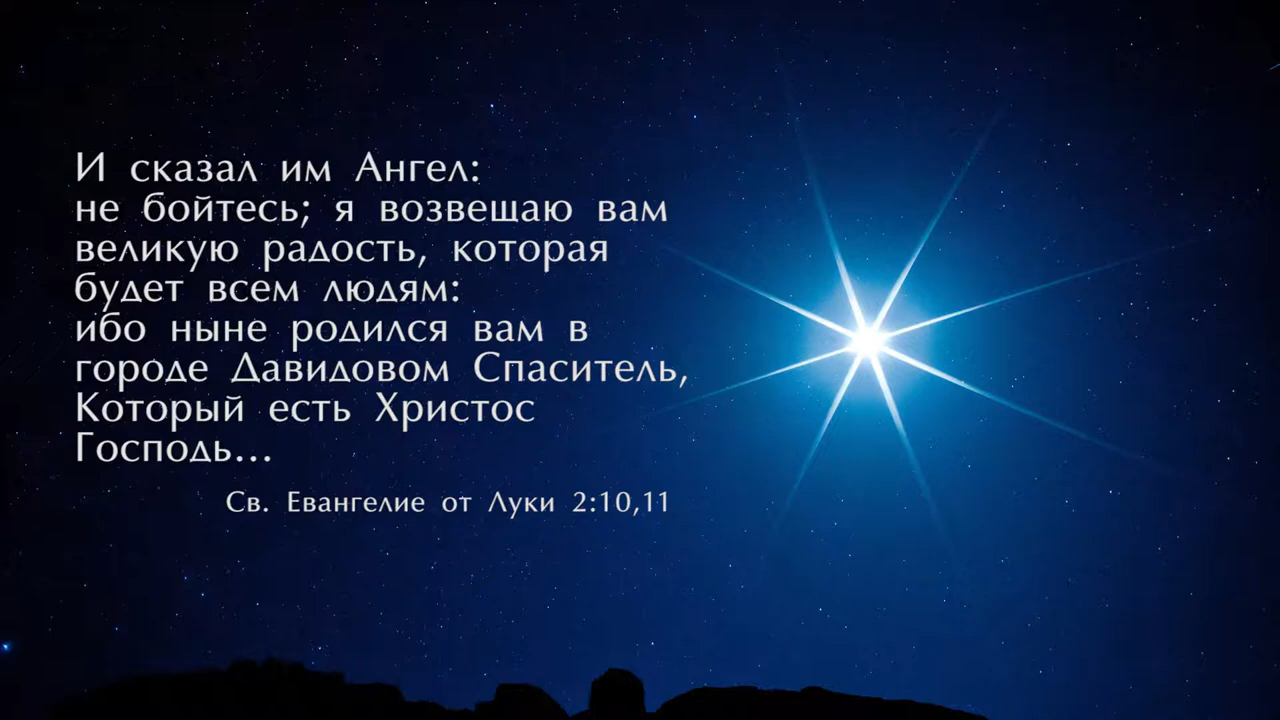 И сказал им Ангел:
не бойтесь; я возвещаю вам
великую радость, которая
будет всем людям:
ибо ныне родился вам в
городе Давидовом Спаситель,
Который есть Христос
Господь...
Св. Евангелие от Луки 2:10,11